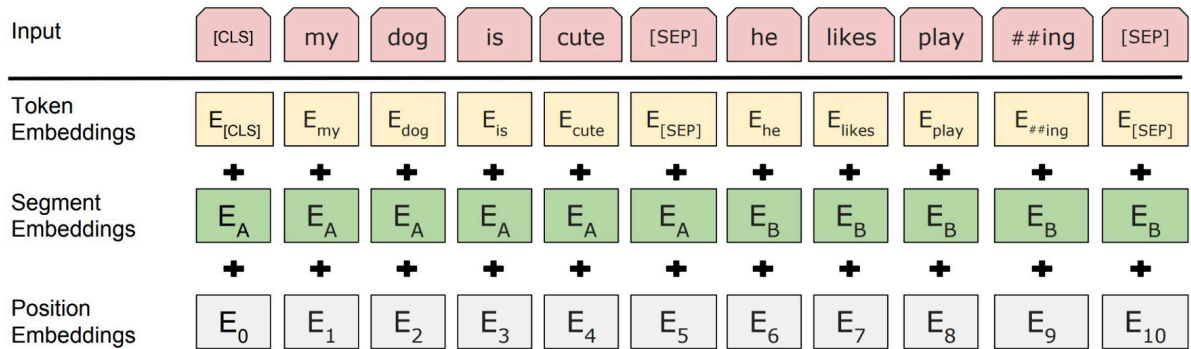 Input [CLS] my dog is cute [SEP] he likes play ##ing [SEP]
Token
Embeddings E[CLS] Emy Edog Eis Ecute E[SEP] Ehe Elikes Eplay E##ing E[SEP]
+ + + + + + + + + + +
Segment
Embeddings EA EA EA EA EA EA EB EB EB EB EB
+ + + + + + + + + + +
Position
Embeddings E0 E1 E2 E3 E4 E5 E6 E7 E8 E9 E10